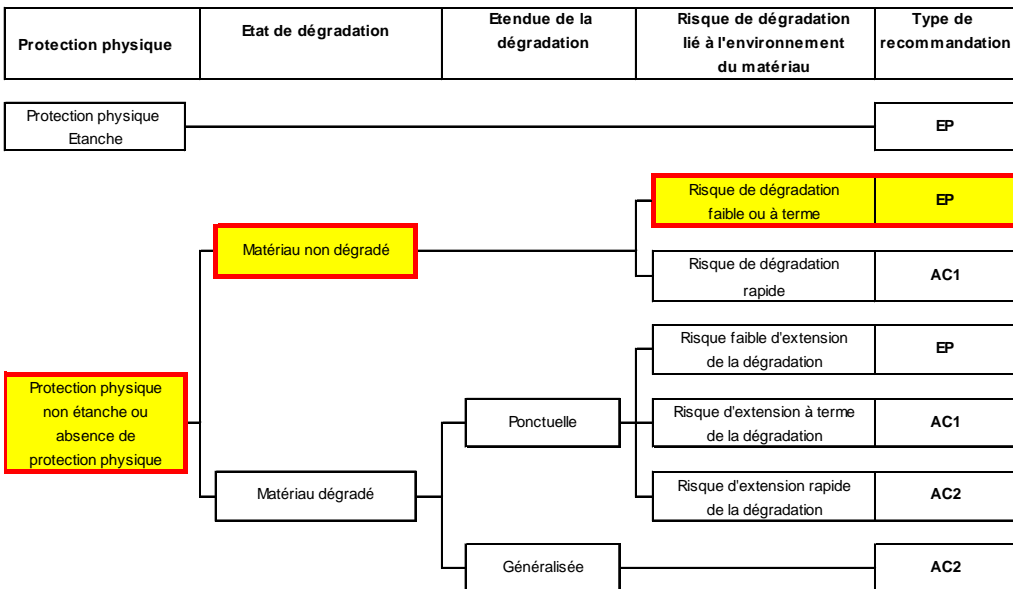 Protection physique
Etat de dégradation
Etendue de la
dégradation
Risque de dégradation
lié à l'environnement
du matériau
Type de
recommandation
Protection physique
Etanche
EP
Risque de dégradation
faible ou à terme
EP
Matériau non dégradé
Risque de dégradation
rapide
AC1
Risque faible d'extension
de la dégradation
EP
Protection physique
non étanche ou
absence de
protection physique
Ponctuelle
Risque d'extension à terme
de la dégradation
AC1
Matériau dégradé
Risque d'extension rapide
de la dégradation
AC2
Généralisée
AC2